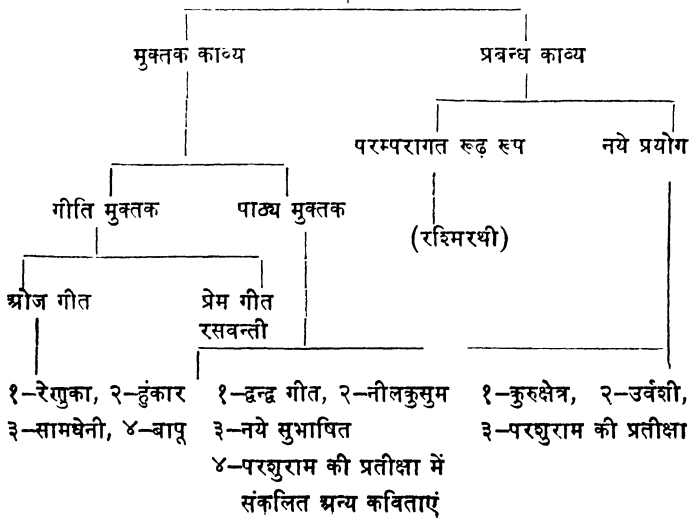 मुक्तक काव्य प्रबन्ध काव्य
परम्परागत रूढ़ रूप नये प्रयोग
गीति मुक्तक पाठ्य मुक्तक
(रश्मिरथी)
ओज गीत प्रेम गीत
रसवन्ती
१–रेणुका, २–हुंकार १–द्वन्द्व गीत, २–नीलकुसुम १–कुरुक्षेत्र, २–उर्वशी,
३–सामधेनी, ४–बापू ३–नये सुभाषित ३–परशुराम की प्रतीक्षा
४–परशुराम की प्रतीक्षा में
संकलित अन्य कविताएं